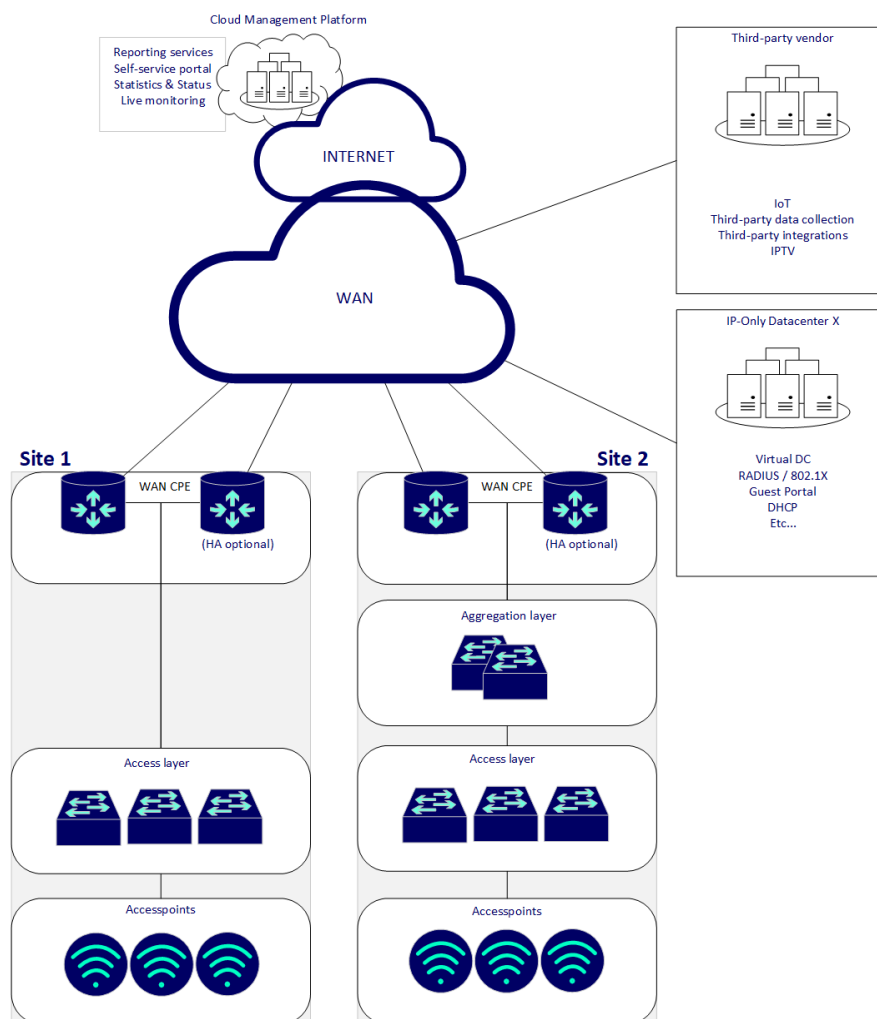 Cloud Management Platform
Reporting services
Self-service portal
Statistics & Status
Live monitoring
INTERNET
WAN
Third-party vendor
IoT
Third-party data collection
Third-party integrations
IPTV
IP-Only Datacenter X
Virtual DC
RADIUS / 802.1X
Guest Portal
DHCP
Etc...
Site 1
WAN CPE
(HA optional)
Access layer
Accesspoints
Site 2
WAN CPE
(HA optional)
Aggregation layer
Access layer
Accesspoints